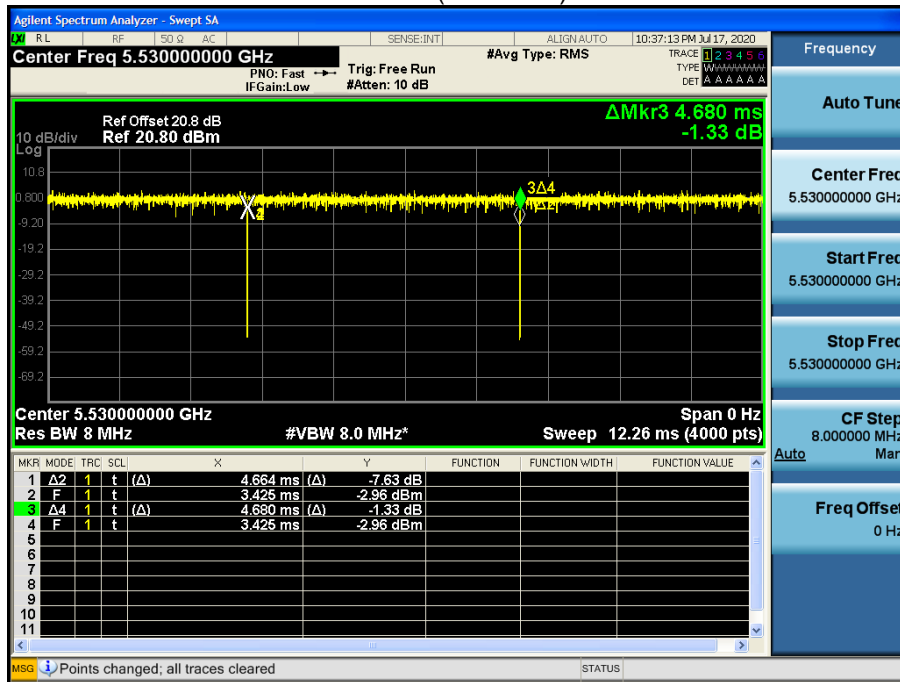 Agilent Spectrum Analyzer - Swept SA
LXI RL RF 50 Ω AC SENSE:INT ALIGN AUTO 10:37:13 PM Jul 17, 2020
Center Freq 5.530000000 GHz #Avg Type: RMS TRACE 1 2 3 4 5 6
PNO: Fast Trig: Free Run TYPE WWWWWW
IFGain:Low #Atten: 10 dB DET A A A A A A
Frequency
Auto Tune
Center Freq
5.530000000 GHz
Start Freq
5.530000000 GHz
Stop Freq
5.530000000 GHz
CF Step
8.000000 MHz
Auto Man
Freq Offset
0 Hz
ΔMkr3 4.680 ms
-1.33 dB
Ref Offset 20.8 dB
10 dB/div Ref 20.80 dBm
Log
10.8
0.800
-9.20
-19.2
-29.2
-39.2
-49.2
-59.2
-69.2
3Δ4
Center 5.530000000 GHz Span 0 Hz
Res BW 8 MHz #VBW 8.0 MHz* Sweep 12.26 ms (4000 pts)
MKR MODE TRC SCL X Y FUNCTION FUNCTION WIDTH FUNCTION VALUE
1 Δ2 1 t (Δ) 4.664 ms (Δ) -7.63 dB
2 F 1 t 3.425 ms -2.96 dBm
3 Δ4 1 t (Δ) 4.680 ms (Δ) -1.33 dB
4 F 1 t 3.425 ms -2.96 dBm
5
6
7
8
9
10
11
MSG Points changed; all traces cleared STATUS